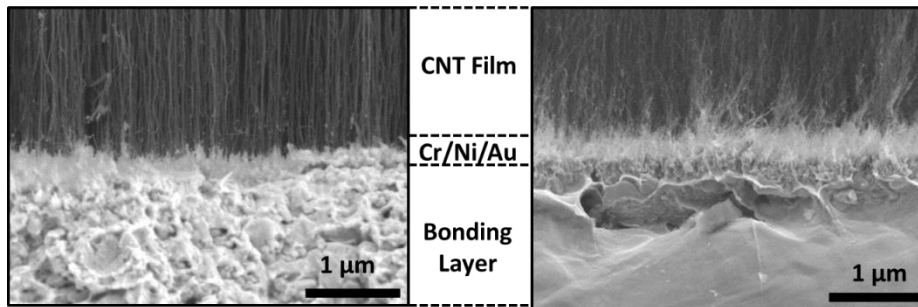 CNT Film
Cr/Ni/Au
Bonding
Layer
1 μm
1 μm